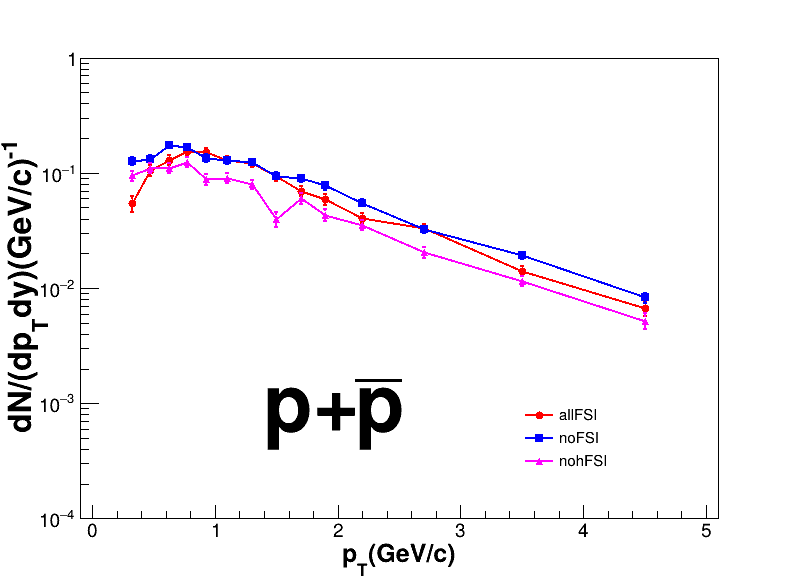 dN/(dp_T dy)(GeV/c)^-1
1
10^-1
10^-2
10^-3
10^-4
p+p̅
allFSI
noFSI
nohFSI
0 1 2 3 4 5
p_T(GeV/c)